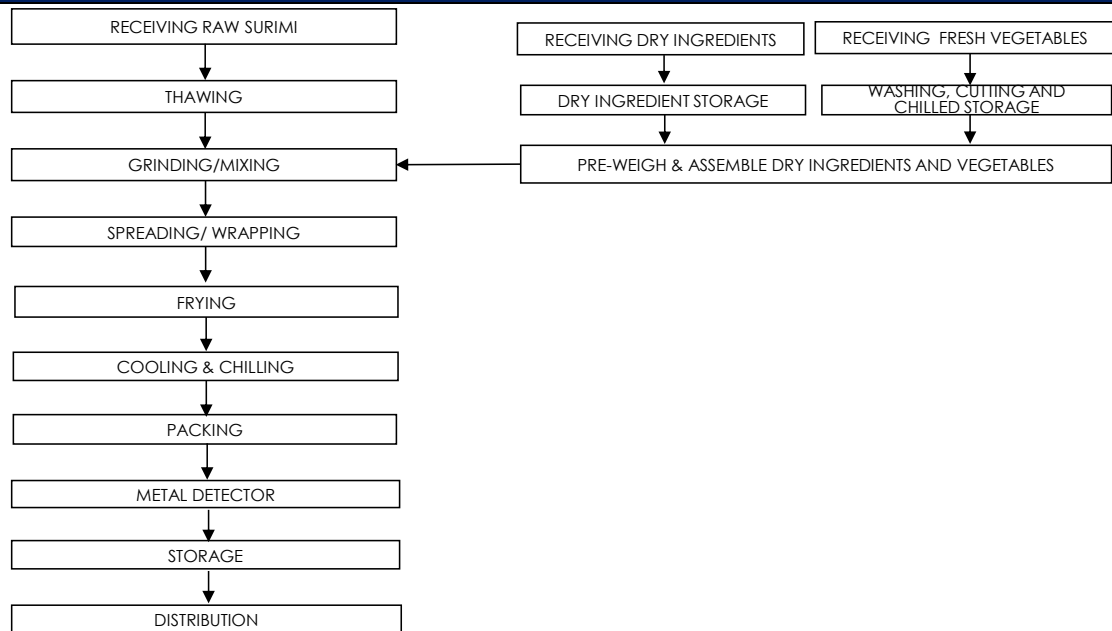 RECEIVING RAW SURIMI
THAWING
GRINDING/MIXING
SPREADING/ WRAPPING
FRYING
COOLING & CHILLING
PACKING
METAL DETECTOR
STORAGE
DISTRIBUTION
RECEIVING DRY INGREDIENTS
DRY INGREDIENT STORAGE
RECEIVING FRESH VEGETABLES
WASHING, CUTTING AND
CHILLED STORAGE
PRE-WEIGH & ASSEMBLE DRY INGREDIENTS AND VEGETABLES